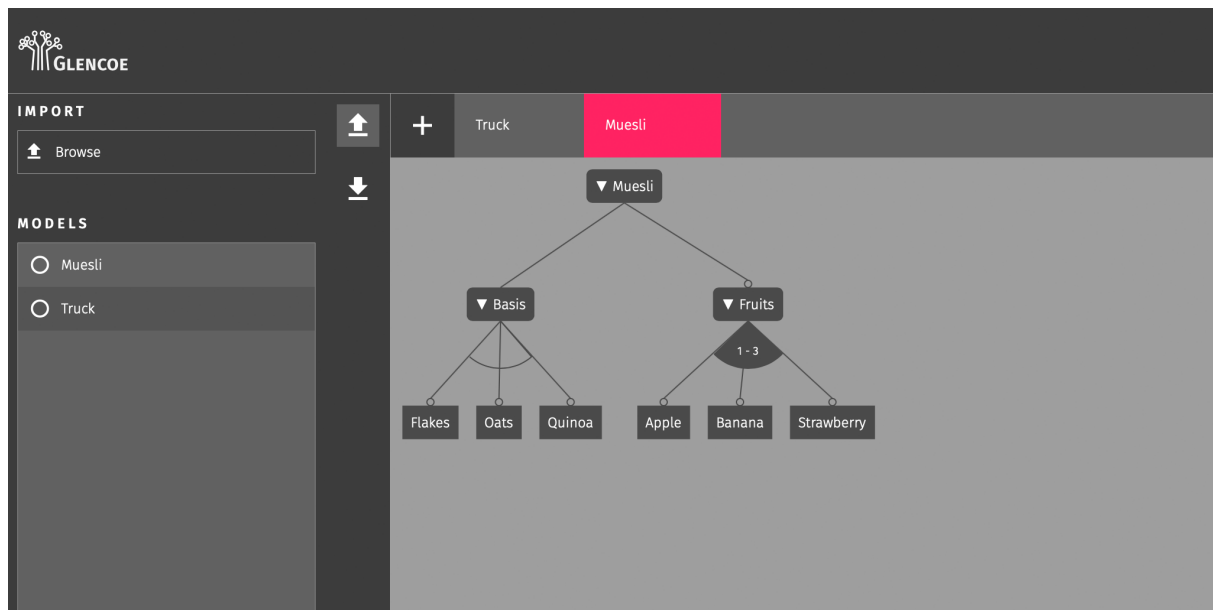 GLENCOE
IMPORT
Browse
MODELS
Muesli
Truck
+ Truck Muesli
▼ Muesli
▼ Basis ▼ Fruits
1 - 3
Flakes Oats Quinoa Apple Banana Strawberry